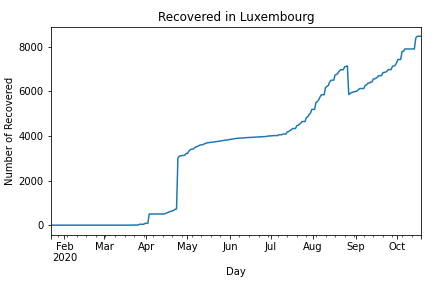 Recovered in Luxembourg
Number of Recovered
8000
6000
4000
2000
0
Feb Mar Apr May Jun Jul Aug Sep Oct
2020
Day